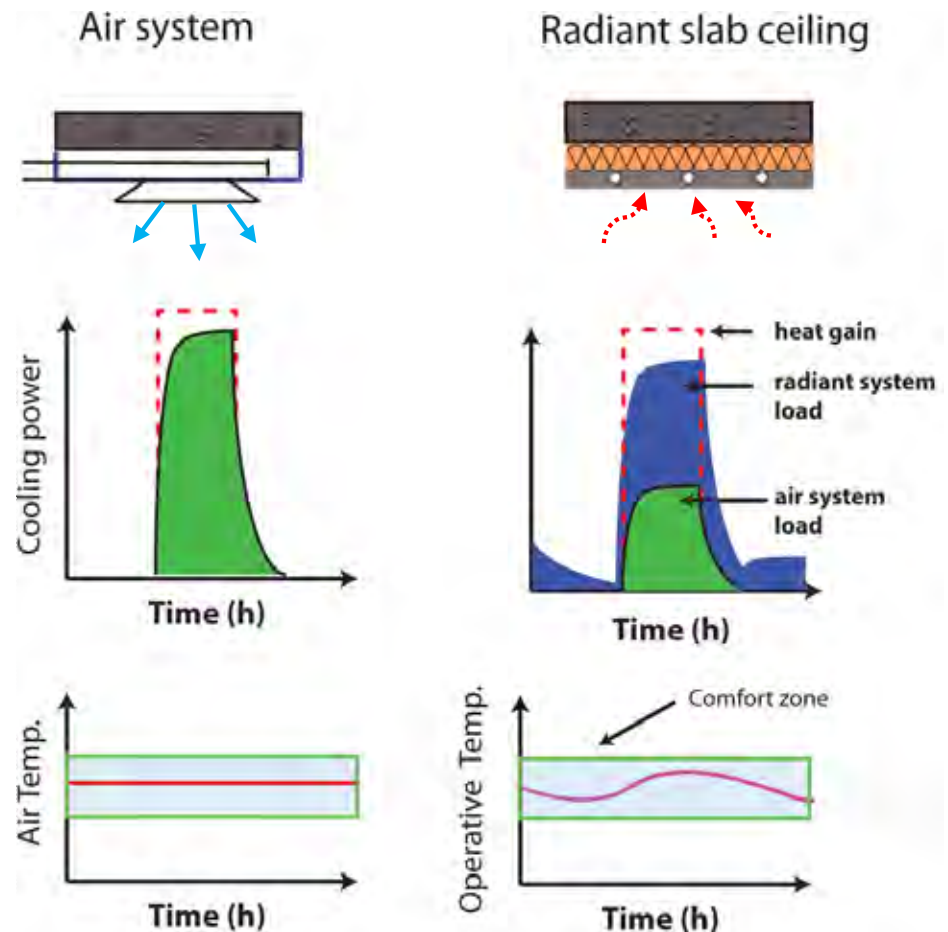 Air system
Radiant slab ceiling
Cooling power
Time (h)
heat gain
radiant system
load
air system
load
Time (h)
Air Temp.
Time (h)
Comfort zone
Operative Temp.
Time (h)